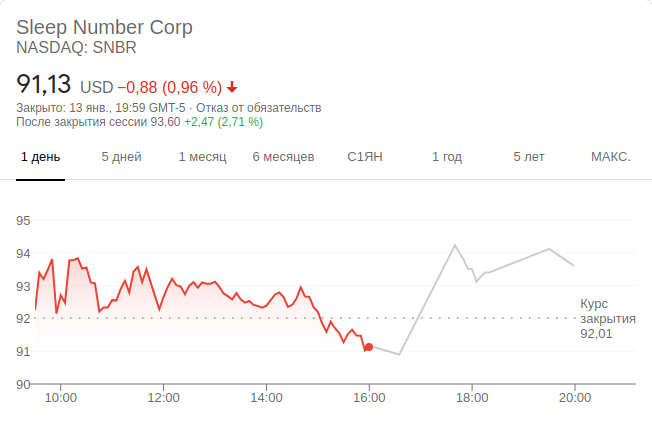 Sleep Number Corp
NASDAQ: SNBR
91,13 USD −0,88 (0,96 %)
Закрыто: 13 янв., 19:59 GMT-5 · Отказ от обязательств
После закрытия сессии 93,60 +2,47 (2,71 %)
1 день 5 дней 1 месяц 6 месяцев С1ЯН 1 год 5 лет МАКС.
95
94
93
92
91
90
Курс
закрытия
92,01
10:00 12:00 14:00 16:00 18:00 20:00